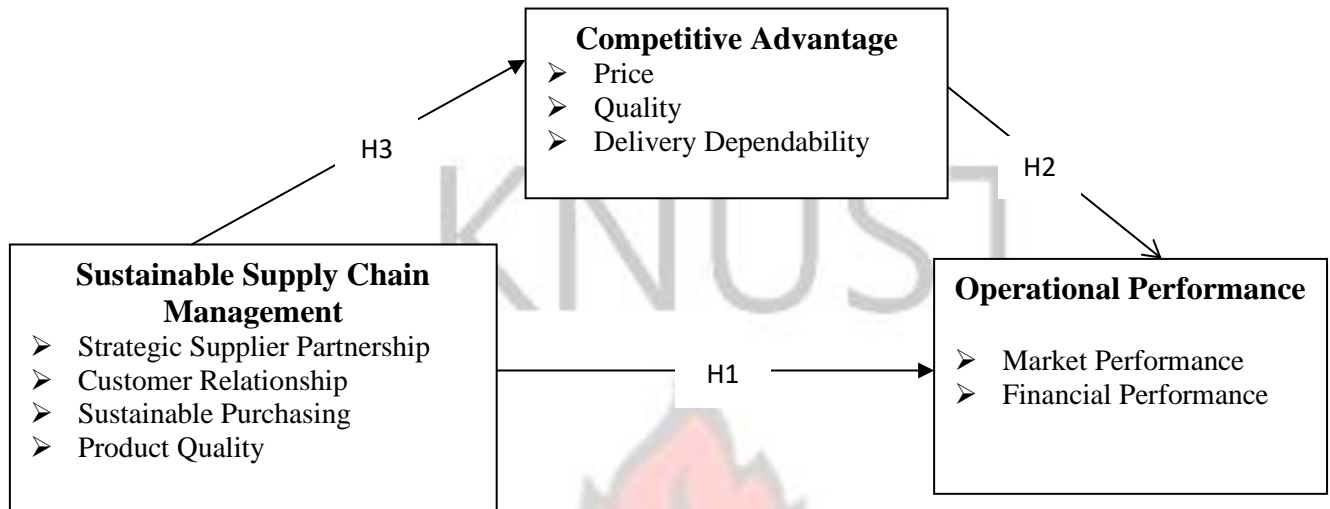 Competitive Advantage
➢ Price
➢ Quality
➢ Delivery Dependability
H3
H2
KNUST
Sustainable Supply Chain
Management
➢ Strategic Supplier Partnership
➢ Customer Relationship
➢ Sustainable Purchasing
➢ Product Quality
H1
Operational Performance
➢ Market Performance
➢ Financial Performance